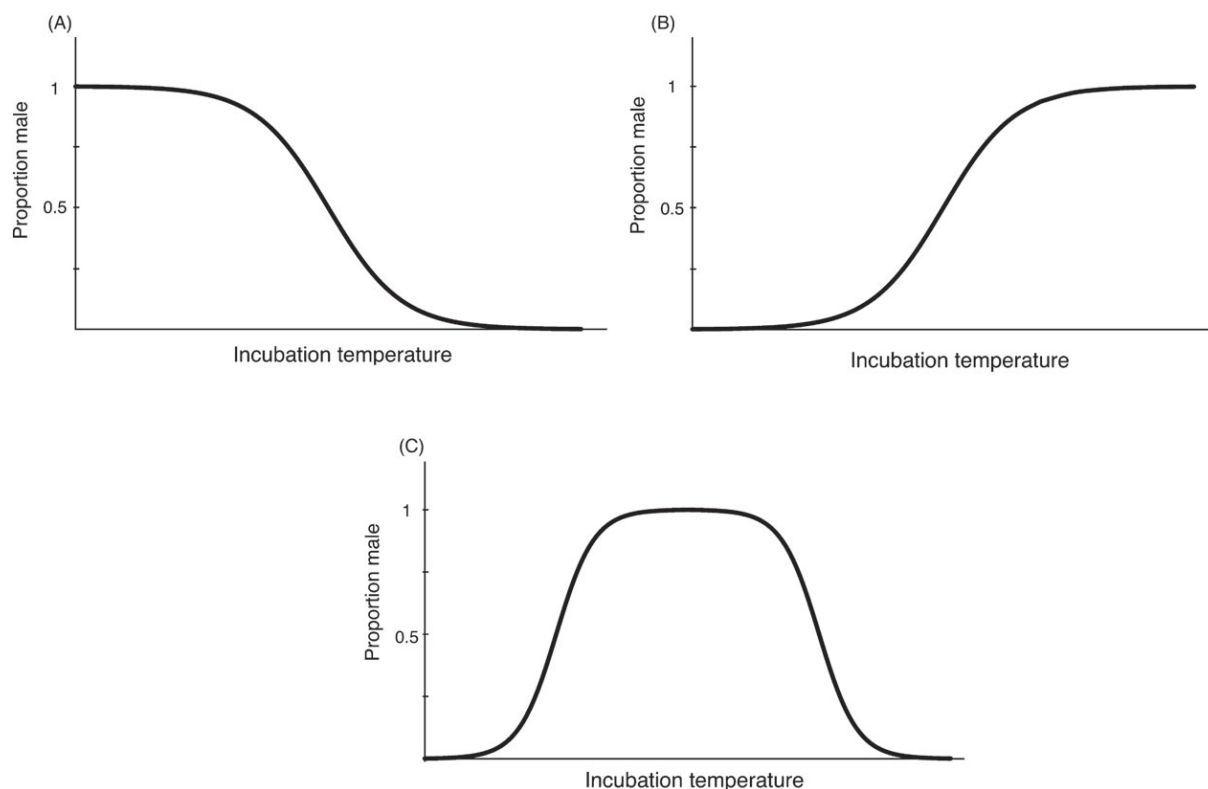 (A)
1
0.5
Proportion male
Incubation temperature
(B)
1
0.5
Proportion male
Incubation temperature
(C)
1
0.5
Proportion male
Incubation temperature